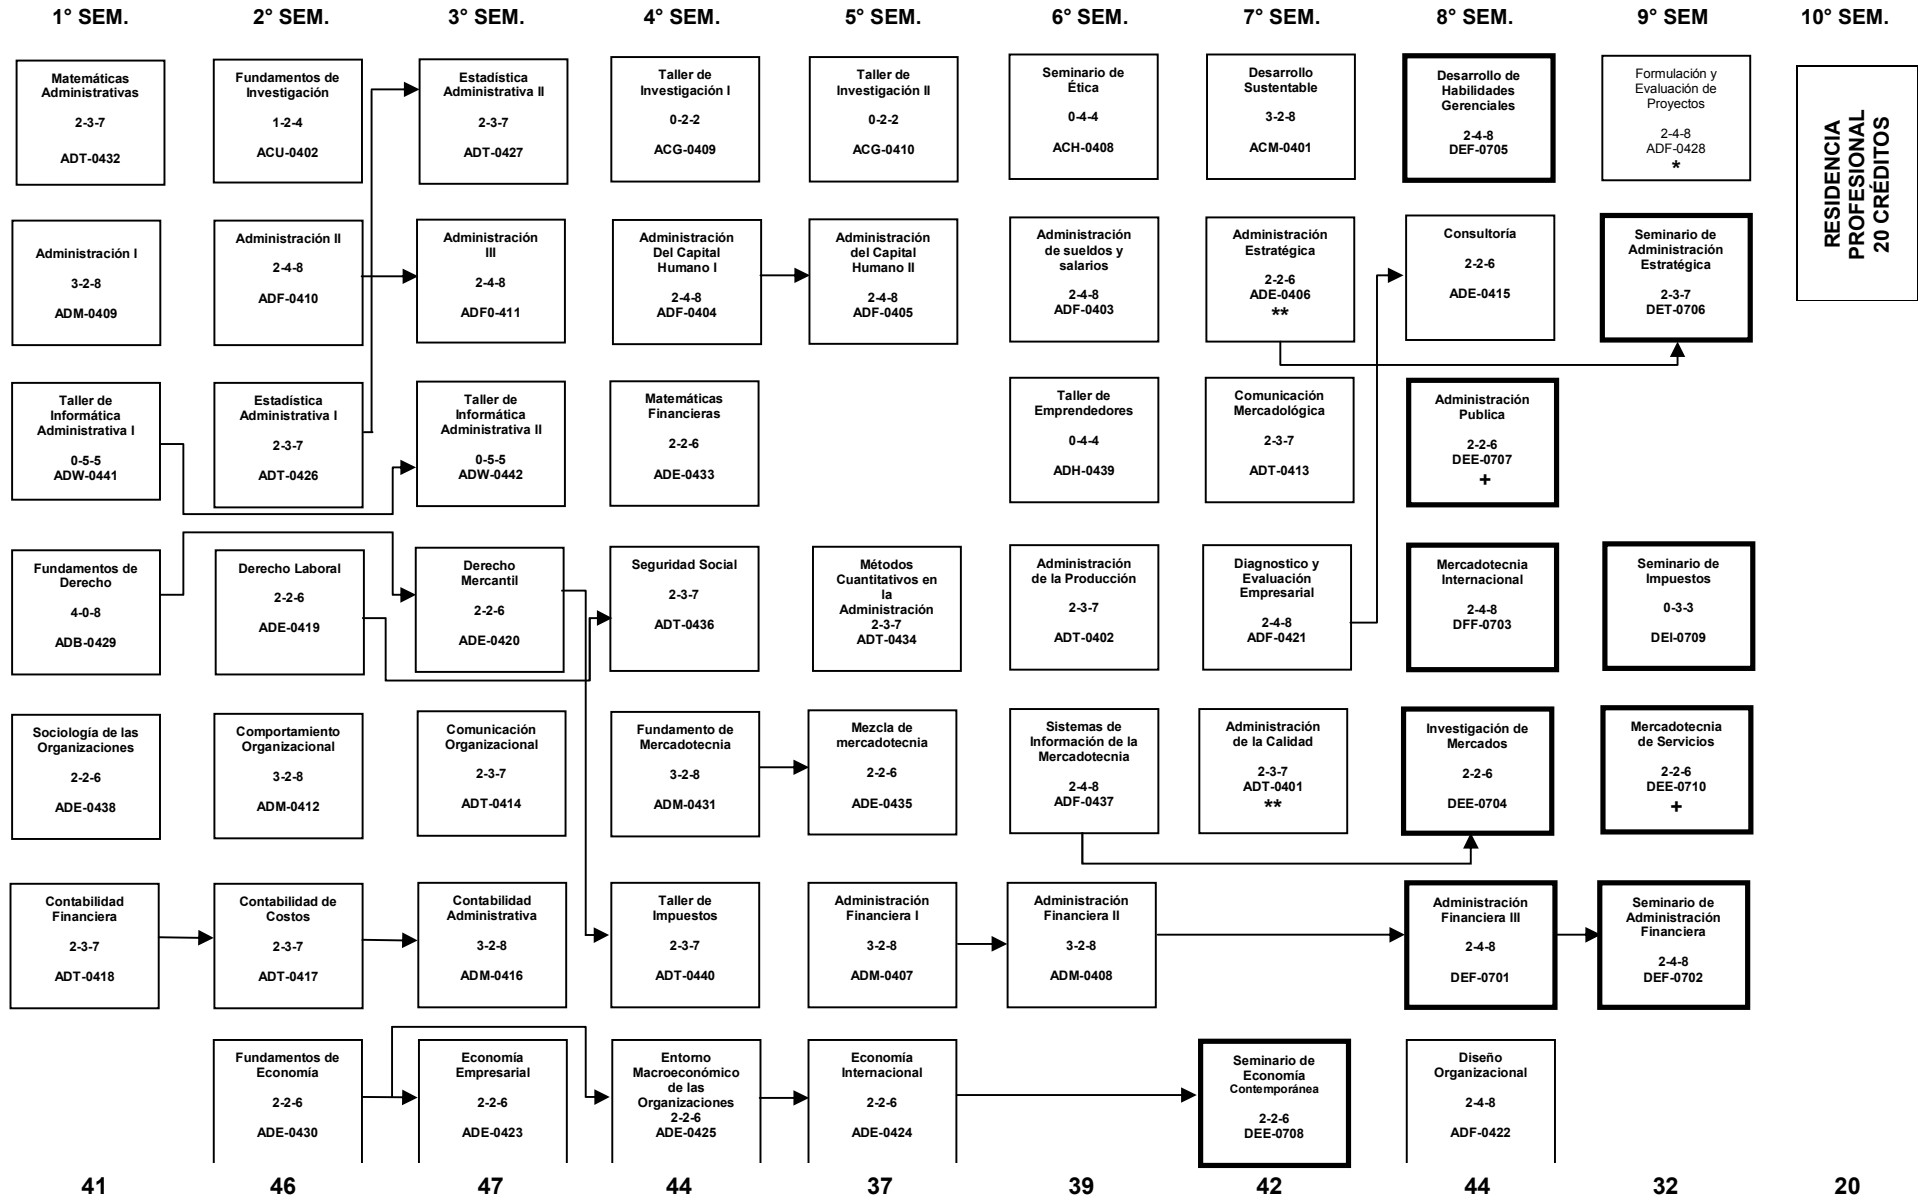 1° SEM.
2° SEM.
3° SEM.
4° SEM.
5° SEM.
6° SEM.
7° SEM.
8° SEM.
9° SEM
10° SEM.
Matemáticas
Administrativas
2-3-7
ADT-0432
Fundamentos de
Investigación
1-2-4
ACU-0402
Estadística
Administrativa II
2-3-7
ADT-0427
Taller de
Investigación I
0-2-2
ACG-0409
Taller de
Investigación II
0-2-2
ACG-0410
Seminario de
Ética
0-4-4
ACH-0408
Desarrollo
Sustentable
3-2-8
ACM-0401
Desarrollo de
Habilidades
Gerenciales
2-4-8
DEF-0705
Formulación y
Evaluación de
Proyectos
2-4-8
ADF-0428
*
RESIDENCIA
PROFESIONAL
20 CRÉDITOS
Administración I
3-2-8
ADM-0409
Administración II
2-4-8
ADF-0410
Administración
III
2-4-8
ADF0-411
Administración
Del Capital
Humano I
2-4-8
ADF-0404
Administración
del Capital
Humano II
2-4-8
ADF-0405
Administración
de sueldos y
salarios
2-4-8
ADF-0403
Administración
Estratégica
2-2-6
ADE-0406
**
Consultoría
2-2-6
ADE-0415
Seminario de
Administración
Estratégica
2-3-7
DET-0706
Taller de
Informática
Administrativa I
0-5-5
ADW-0441
Estadística
Administrativa I
2-3-7
ADT-0426
Taller de
Informática
Administrativa II
0-5-5
ADW-0442
Matemáticas
Financieras
2-2-6
ADE-0433
Taller de
Emprendedores
0-4-4
ADH-0439
Comunicación
Mercadológica
2-3-7
ADT-0413
Administración
Publica
2-2-6
DEE-0707
+
Fundamentos de
Derecho
4-0-8
ADB-0429
Derecho Laboral
2-2-6
ADE-0419
Derecho
Mercantil
2-2-6
ADE-0420
Seguridad Social
2-3-7
ADT-0436
Métodos
Cuantitativos en
la
Administración
2-3-7
ADT-0434
Administración
de la Producción
2-3-7
ADT-0402
Diagnostico y
Evaluación
Empresarial
2-4-8
ADF-0421
Mercadotecnia
Internacional
2-4-8
DFF-0703
Seminario de
Impuestos
0-3-3
DEI-0709
Sociología de las
Organizaciones
2-2-6
ADE-0438
Comportamiento
Organizacional
3-2-8
ADM-0412
Comunicación
Organizacional
2-3-7
ADT-0414
Fundamento de
Mercadotecnia
3-2-8
ADM-0431
Mezcla de
mercadotecnia
2-2-6
ADE-0435
Sistemas de
Información de la
Mercadotecnia
2-4-8
ADF-0437
Administración
de la Calidad
2-3-7
ADT-0401
**
Investigación de
Mercados
2-2-6
DEE-0704
Mercadotecnia
de Servicios
2-2-6
DEE-0710
+
Contabilidad
Financiera
2-3-7
ADT-0418
Contabilidad de
Costos
2-3-7
ADT-0417
Contabilidad
Administrativa
3-2-8
ADM-0416
Taller de
Impuestos
2-3-7
ADT-0440
Administración
Financiera I
3-2-8
ADM-0407
Administración
Financiera II
3-2-8
ADM-0408
Administración
Financiera III
2-4-8
DEF-0701
Seminario de
Administración
Financiera
2-4-8
DEF-0702
Fundamentos de
Economía
2-2-6
ADE-0430
Economía
Empresarial
2-2-6
ADE-0423
Entorno
Macroeconómico
de las
Organizaciones
2-2-6
ADE-0425
Economía
Internacional
2-2-6
ADE-0424
Seminario de
Economía
Contemporánea
2-2-6
DEE-0708
Diseño
Organizacional
2-4-8
ADF-0422
41
46
47
44
37
39
42
44
32
20